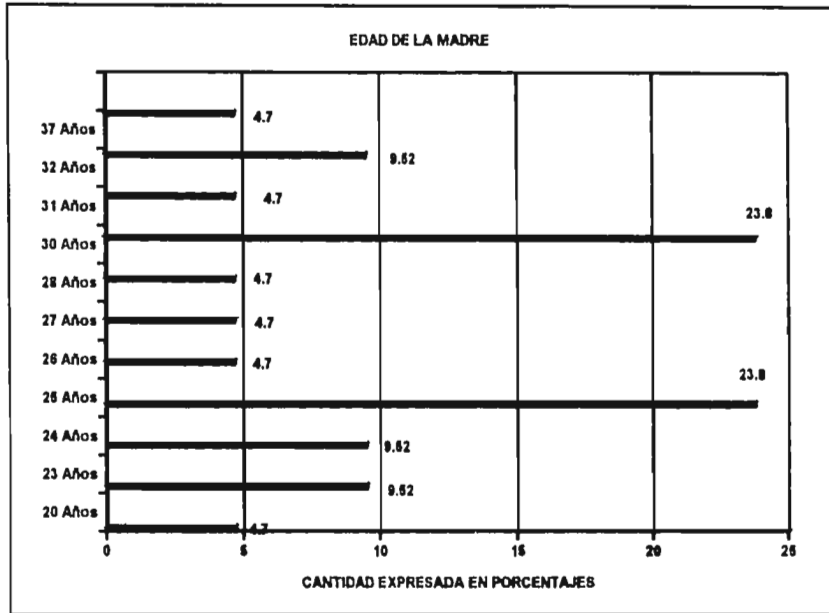 EDAD DE LA MADRE
37 Años 4.7
32 Años 9.52
31 Años 4.7
30 Años 23.8
28 Años 4.7
27 Años 4.7
26 Años 4.7
25 Años 23.8
24 Años 9.52
23 Años 9.52
20 Años 4.7
0 5 10 15 20 25
CANTIDAD EXPRESADA EN PORCENTAJES